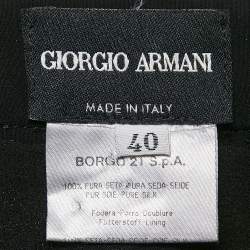 GIORGIO ARMANI
MADE IN ITALY
40
BORGO 21 S.p.A.
100% PURA SETA-PURA SEDA-SEIDE
PUR SOIE-PURE SILK
Fodera-Forro-Doublure
Futterstoff-Lining